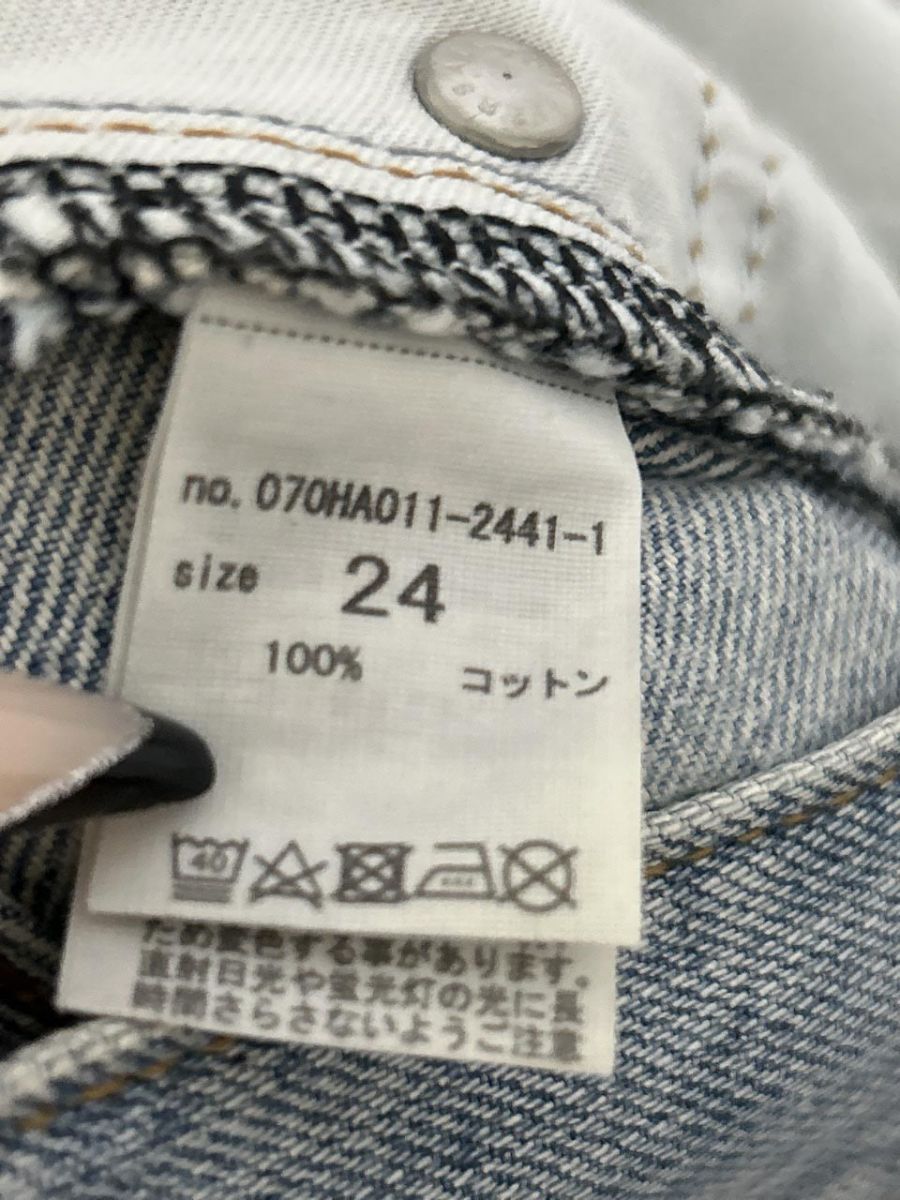 no. 070HA011-2441-1
size 24
100% コットン
40
ため変色する事があります。
直射日光や蛍光灯の光に長
時間さらさないようご注意